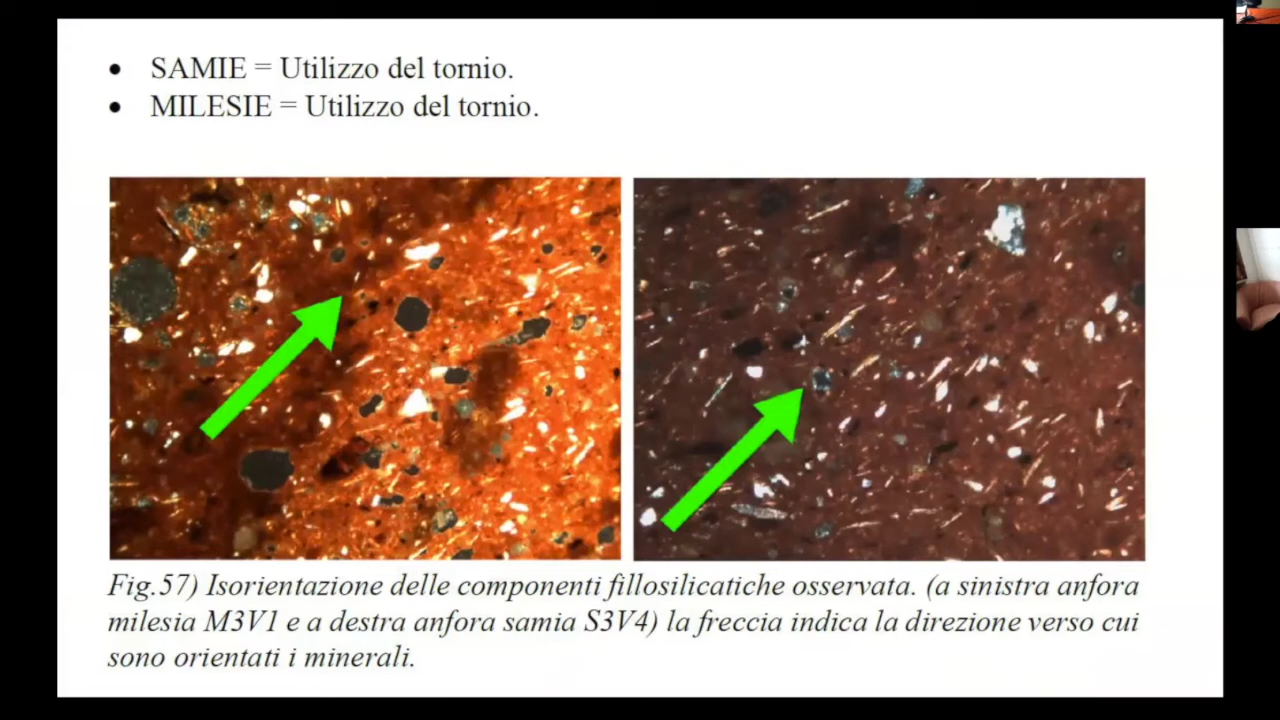 • SAMIE = Utilizzo del tornio.
• MILESIE = Utilizzo del tornio.
Fig.57) Isorientazione delle componenti fillosilicatiche osservata. (a sinistra anfora
milesia M3V1 e a destra anfora samia S3V4) la freccia indica la direzione verso cui
sono orientati i minerali.